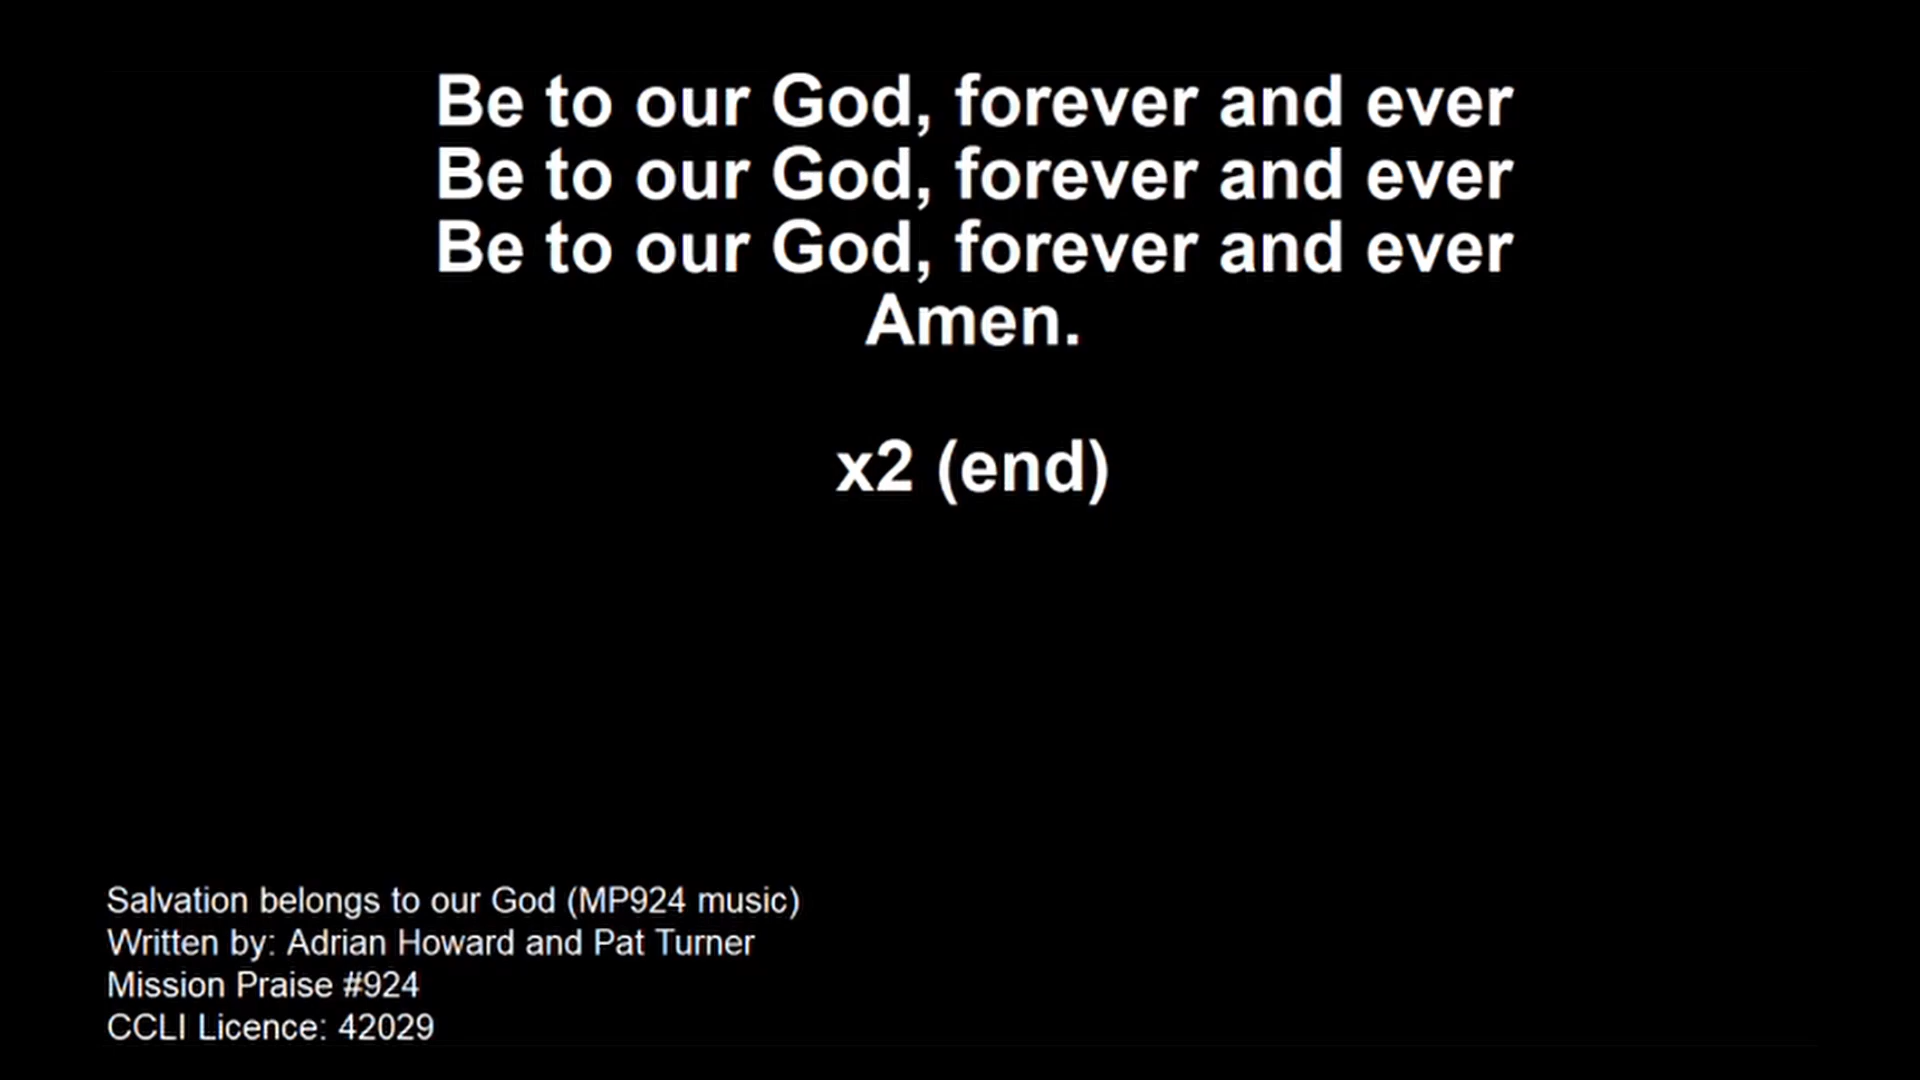 Be to our God, forever and ever
Be to our God, forever and ever
Be to our God, forever and ever
Amen.
x2 (end)
Salvation belongs to our God (MP924 music)
Written by: Adrian Howard and Pat Turner
Mission Praise #924
CCLI Licence: 42029